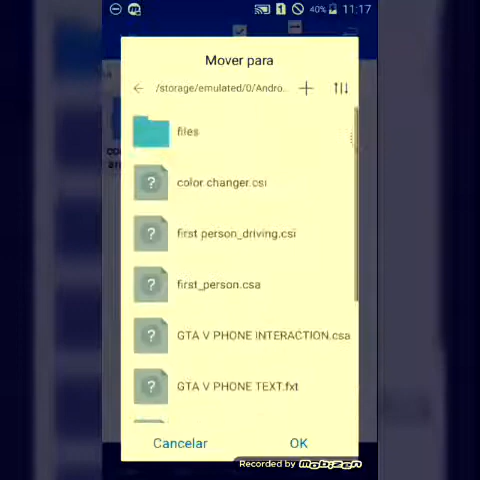 40% 11:17
Mover para
/storage/emulated/0/Andro..
files
color changer.csi
first person_driving.csi
first_person.csa
GTA V PHONE INTERACTION.csa
GTA V PHONE TEXT.fxt
Cancelar OK
Recorded by mobizen